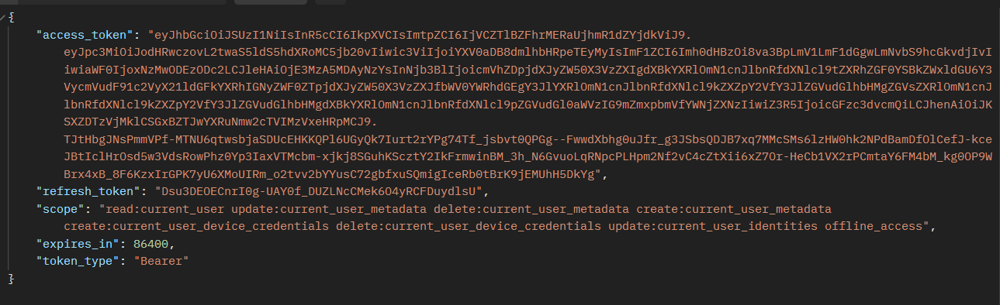 {
"access_token": "eyJhbGciOiJSUzI1NiIsInR5cCI6IkpXVCIsImtpZCI6IjVCZTlBZFhrMERaUjhmR1dZYjdkViJ9.
eyJpc3MiOiJodHRwczovL2twaS5ldS5hdXRoMC5jb20vIiwic3ViIjoiYXV0aDB8dmlhbHRpeTEyMyIsImF1ZCI6Imh0dHBzOi8va3BpLmV1LmF1dGgwLmNvbS9hcGkvdjIvI
iwiaWF0IjoxNzMwODEzODc2LCJleHAiOjE3MzA5MDAyNzYsInNjb3BlIjoicmVhZDpjdXJyZW50X3VzZXIgdXBkYXRlOmN1cnJlbnRfdXNlcl9tZXRhZGF0YSBkZWxldGU6Y3
VycmVudF91c2VyX21ldGFkYXRhIGNyZWF0ZTpjdXJyZW50X3VzZXJfbWV0YWRhdGEgY3JlYXRlOmN1cnJlbnRfdXNlcl9kZXZpY2VfY3JlZGVudGlhbHMgZGVsZXRlOmN1cnJ
lbnRfdXNlcl9kZXZpY2VfY3JlZGVudGlhbHMgdXBkYXRlOmN1cnJlbnRfdXNlcl9pZGVudGl0aWVzIG9mZmxpbmVfYWNjZXNzIiwiZ3R5IjoicGFzc3dvcmQiLCJhenAiOiJK
SXZDTzVjMklCSGxBZTJwYXRuNmw2cTVIMzVxeHRpMCJ9.
TJtHbgJNsPmmVPf-MTNU6qtwsbjaSDUcEHKKQPl6UGyQk7Iurt2rYPg74Tf_jsbvt0QPGg--FwwdXbhg0uJfr_g3JSbsQDJB7xq7MMcSMs6lzHW0hk2NPdBamDfOlCefJ-kce
JBtIclHrOsd5w3VdsRowPhz0Yp3IaxVTMcbm-xjkj8SGuhKScztY2IkFrmwinBM_3h_N6GvuoLqRNpcPLHpm2Nf2vC4cZtXii6xZ7Or-HeCb1VX2rPCmtaY6FM4bM_kg0OP9W
Brx4xB_8F6KzxIrGPK7yU6XMoUIRm_o2tvv2bYYusC72gbfxuSQmigIceRb0tBrK9jEMUhH5DkYg",
"refresh_token": "Dsu3DEOECnrI0g-UAY0f_DUZLNcCMek6O4yRCFDuydlsU",
"scope": "read:current_user update:current_user_metadata delete:current_user_metadata create:current_user_metadata
create:current_user_device_credentials delete:current_user_device_credentials update:current_user_identities offline_access",
"expires_in": 86400,
"token_type": "Bearer"
}